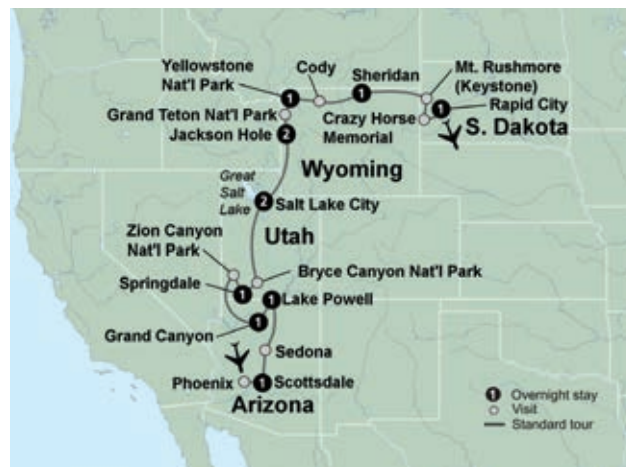 Yellowstone
Nat'l Park
Cody
Sheridan
Mt. Rushmore
(Keystone)
1
1
1
Rapid City
Grand Teton Nat'l Park
Crazy Horse
Memorial
S. Dakota
Jackson Hole
2
Wyoming
Great
Salt
Lake
2
Salt Lake City
Zion Canyon
Nat'l Park
Utah
Bryce Canyon Nat'l Park
Springdale
1
1
Lake Powell
Grand Canyon
1
Sedona
Phoenix
1
Scottsdale
Arizona
1 Overnight stay
Visit
Standard tour